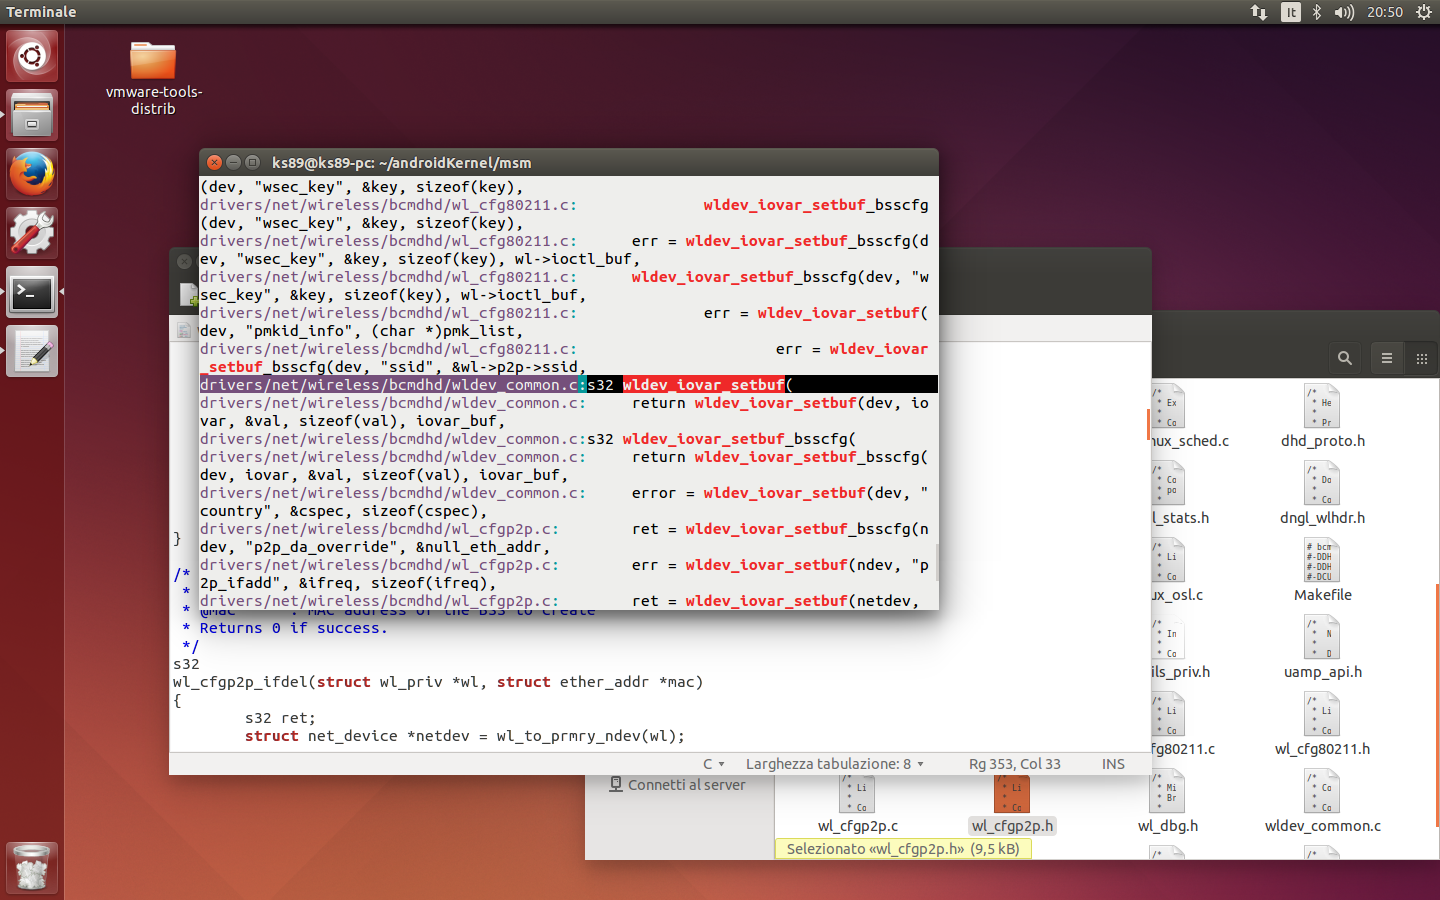 Terminale
It
20:50
vmware-tools-
distrib
ks89@ks89-pc: ~/androidKernel/msm
(dev, "wsec_key", &key, sizeof(key),
drivers/net/wireless/bcmdhd/wl_cfg80211.c:              wldev_iovar_setbuf_bsscfg
(dev, "wsec_key", &key, sizeof(key),
drivers/net/wireless/bcmdhd/wl_cfg80211.c:      err = wldev_iovar_setbuf_bsscfg(d
ev, "wsec_key", &key, sizeof(key), wl->ioctl_buf,
drivers/net/wireless/bcmdhd/wl_cfg80211.c:      wldev_iovar_setbuf_bsscfg(dev, "w
sec_key", &key, sizeof(key), wl->ioctl_buf,
drivers/net/wireless/bcmdhd/wl_cfg80211.c:              err = wldev_iovar_setbuf(
dev, "pmkid_info", (char *)pmk_list,
drivers/net/wireless/bcmdhd/wl_cfg80211.c:                      err = wldev_iovar
_setbuf_bsscfg(dev, "ssid", &wl->p2p->ssid,
drivers/net/wireless/bcmdhd/wldev_common.c:s32 wldev_iovar_setbuf(
drivers/net/wireless/bcmdhd/wldev_common.c:     return wldev_iovar_setbuf(dev, io
var, &val, sizeof(val), iovar_buf,
drivers/net/wireless/bcmdhd/wldev_common.c:s32 wldev_iovar_setbuf_bsscfg(
drivers/net/wireless/bcmdhd/wldev_common.c:     return wldev_iovar_setbuf_bsscfg(
dev, iovar, &val, sizeof(val), iovar_buf,
drivers/net/wireless/bcmdhd/wldev_common.c:     error = wldev_iovar_setbuf(dev, "
country", &cspec, sizeof(cspec),
drivers/net/wireless/bcmdhd/wl_cfgp2p.c:        ret = wldev_iovar_setbuf_bsscfg(n
dev, "p2p_da_override", &null_eth_addr,
drivers/net/wireless/bcmdhd/wl_cfgp2p.c:        err = wldev_iovar_setbuf(ndev, "p
2p_ifadd", &ifreq, sizeof(ifreq),
drivers/net/wireless/bcmdhd/wl_cfgp2p.c:        ret = wldev_iovar_setbuf(netdev,
}
/*
*
* @mac      : MAC address of the BSS to create
* Returns 0 if success.
*/
s32
wl_cfgp2p_ifdel(struct wl_priv *wl, struct ether_addr *mac)
{
s32 ret;
struct net_device *netdev = wl_to_prmry_ndev(wl);
C
Larghezza tabulazione: 8
Rg 353, Col 33
INS
nux_sched.c
dhd_proto.h
l_stats.h
dngl_wlhdr.h
ux_osl.c
Makefile
ils_priv.h
uamp_api.h
fg80211.c
wl_cfg80211.h
Connetti al server
wl_cfgp2p.c
wl_cfgp2p.h
wl_dbg.h
wldev_common.c
Selezionato «wl_cfgp2p.h» (9,5 kB)